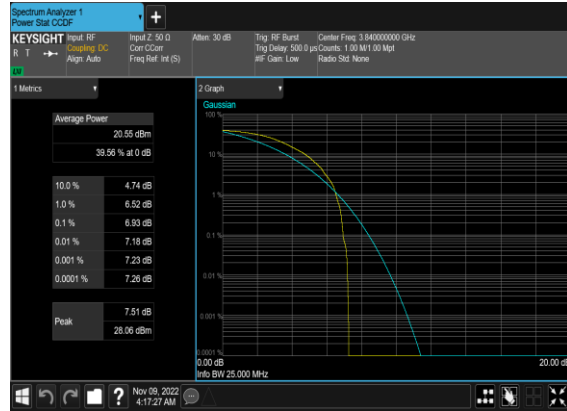 Spectrum Analyzer 1
Power Stat CCDF
+
KEYSIGHT
R T
Input: RF
Coupling: DC
Align: Auto
Input Z: 50 Ω
Corr CCorr
Freq Ref: Int (S)
Atten: 30 dB
Trig: RF Burst
Trig Delay: 500.0 µs
#IF Gain: Low
Center Freq: 3.840000000 GHz
Counts: 1.00 M/1.00 Mpt
Radio Std: None
1 Metrics
Average Power
20.55 dBm
39.56 % at 0 dB
10.0 % 4.74 dB
1.0 % 6.52 dB
0.1 % 6.93 dB
0.01 % 7.18 dB
0.001 % 7.23 dB
0.0001 % 7.26 dB
Peak
7.51 dB
28.06 dBm
2 Graph
Gaussian
100 %
10 %
1 %
0.1 %
0.01 %
0.001 %
0.0001 %
0.00 dB
20.00 dB
Info BW 25.000 MHz
?
Nov 09, 2022
4:17:27 AM